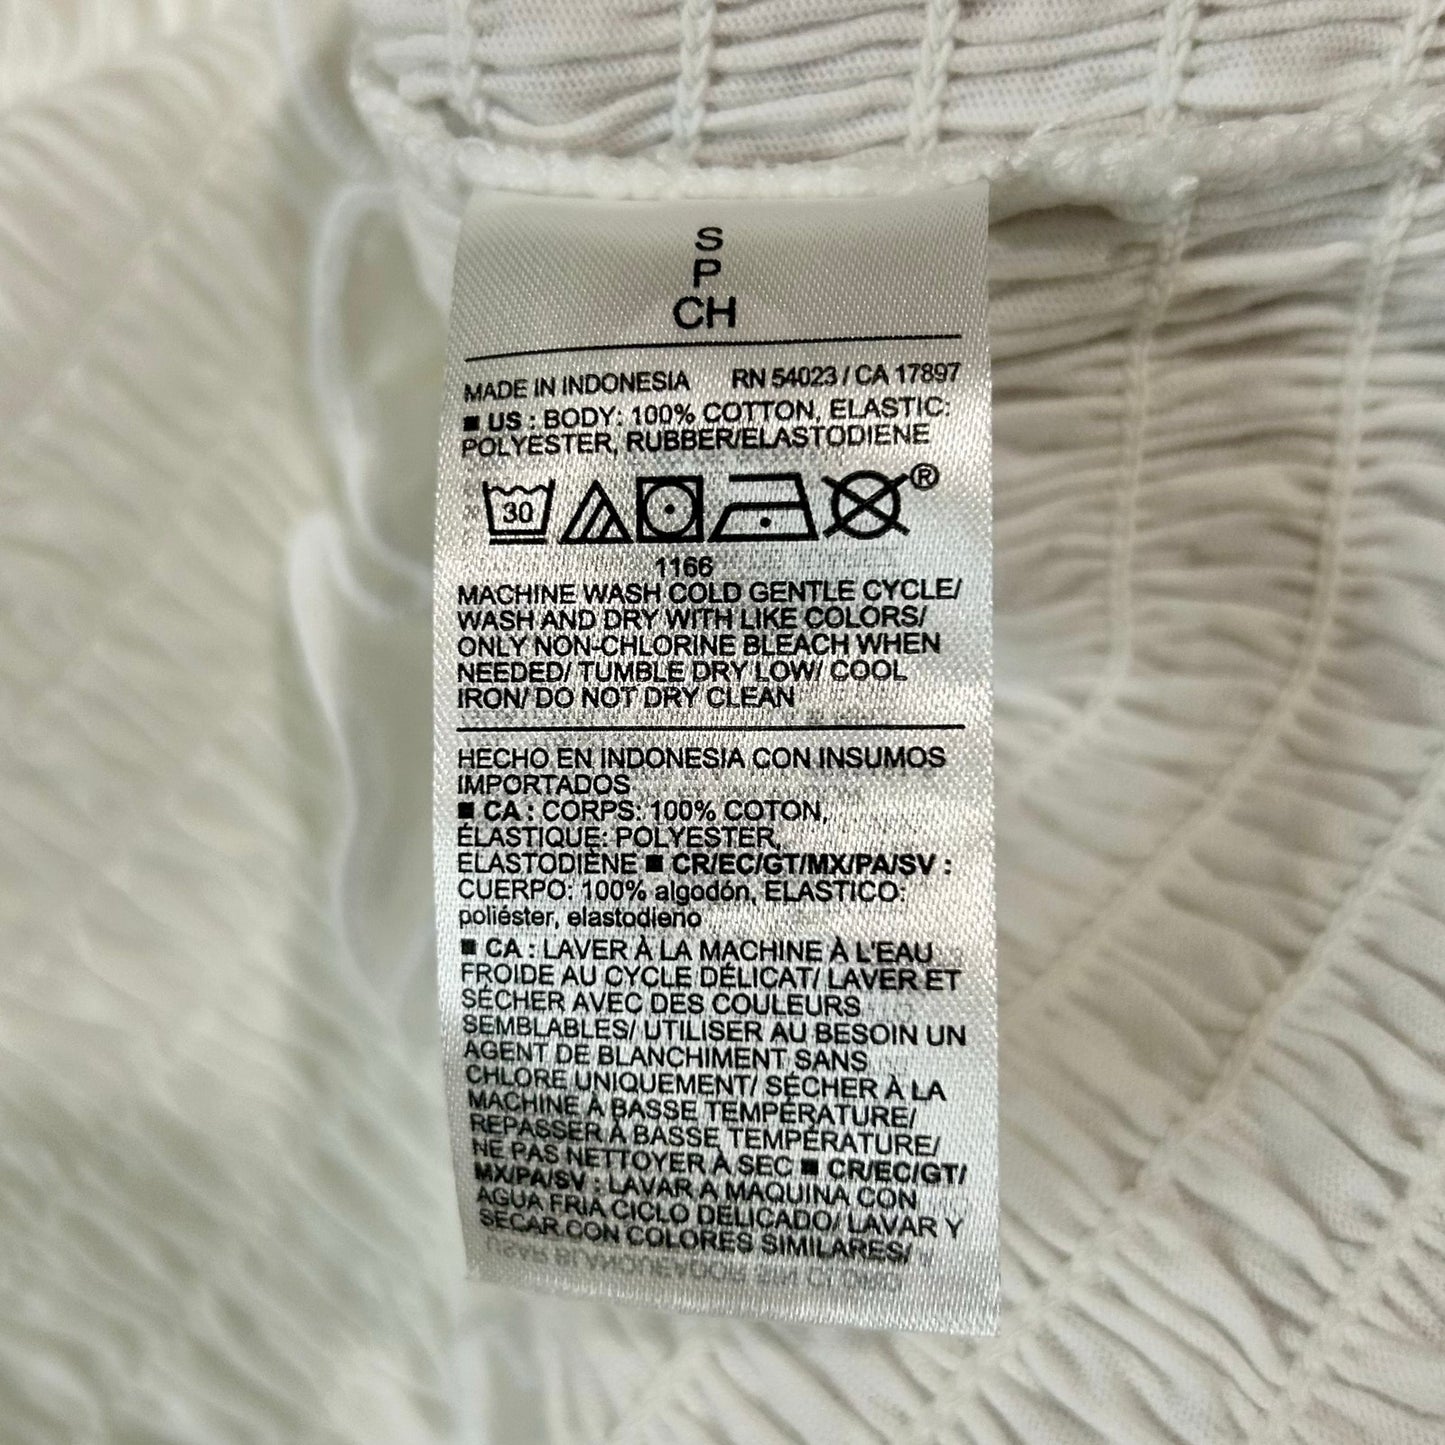 S
P
CH
MADE IN INDONESIA RN 54023 / CA 17897
■ US : BODY: 100% COTTON, ELASTIC:
POLYESTER, RUBBER/ELASTODIENE
30 ®
1166
MACHINE WASH COLD GENTLE CYCLE/
WASH AND DRY WITH LIKE COLORS/
ONLY NON-CHLORINE BLEACH WHEN
NEEDED/ TUMBLE DRY LOW/ COOL
IRON/ DO NOT DRY CLEAN
HECHO EN INDONESIA CON INSUMOS
IMPORTADOS
■ CA : CORPS: 100% COTON,
ÉLASTIQUE: POLYESTER,
ELASTODIÈNE ■ CR/EC/GT/MX/PA/SV :
CUERPO: 100% algodón, ELASTICO:
poliéster, elastodieno
■ CA : LAVER À LA MACHINE À L'EAU
FROIDE AU CYCLE DÉLICAT/ LAVER ET
SÉCHER AVEC DES COULEURS
SEMBLABLES/ UTILISER AU BESOIN UN
AGENT DE BLANCHIMENT SANS
CHLORE UNIQUEMENT/ SÉCHER À LA
MACHINE À BASSE TEMPÉRATURE/
REPASSER À BASSE TEMPÉRATURE/
NE PAS NETTOYER À SEC ■ CR/EC/GT/
MX/PA/SV : LAVAR A MAQUINA CON
AGUA FRIA CICLO DELICADO/ LAVAR Y
SECAR CON COLORES SIMILARES/